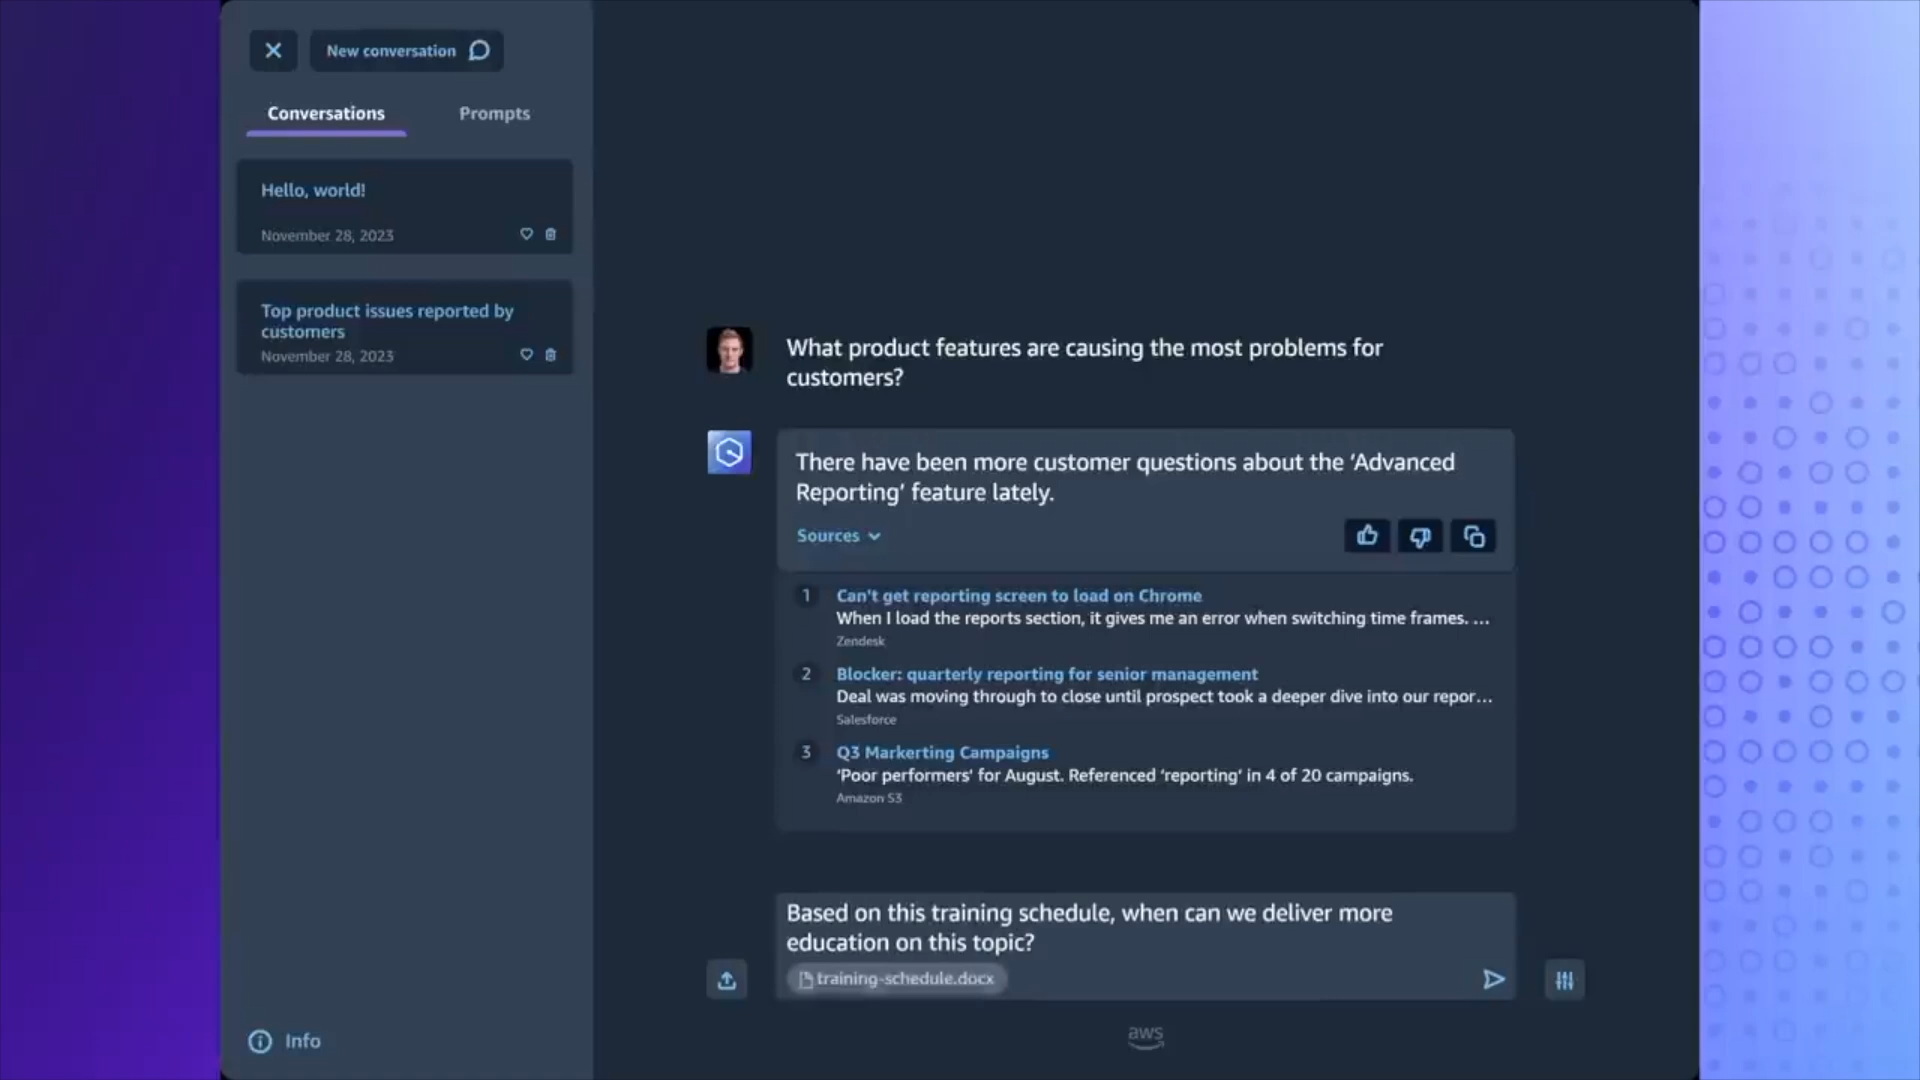 New conversation
Conversations
Prompts
Hello, world!
November 28, 2023
Top product issues reported by
customers
November 28, 2023
Info
What product features are causing the most problems for
customers?
There have been more customer questions about the ‘Advanced
Reporting’ feature lately.
Sources
1
Can't get reporting screen to load on Chrome
When I load the reports section, it gives me an error when switching time frames. ...
Zendesk
2
Blocker: quarterly reporting for senior management
Deal was moving through to close until prospect took a deeper dive into our repor...
Salesforce
3
Q3 Markerting Campaigns
‘Poor performers’ for August. Referenced ‘reporting’ in 4 of 20 campaigns.
Amazon S3
Based on this training schedule, when can we deliver more
education on this topic?
training-schedule.docx
aws